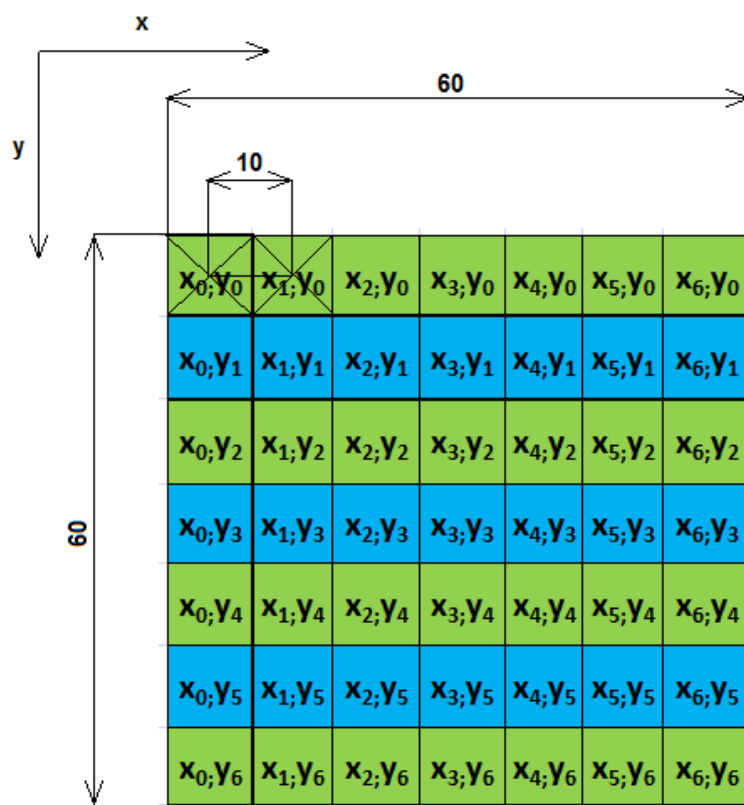 x
60
y
10
x₀;y₀ x₁;y₀ x₂;y₀ x₃;y₀ x₄;y₀ x₅;y₀ x₆;y₀
x₀;y₁ x₁;y₁ x₂;y₁ x₃;y₁ x₄;y₁ x₅;y₁ x₆;y₁
x₀;y₂ x₁;y₂ x₂;y₂ x₃;y₂ x₄;y₂ x₅;y₂ x₆;y₂
60
x₀;y₃ x₁;y₃ x₂;y₃ x₃;y₃ x₄;y₃ x₅;y₃ x₆;y₃
x₀;y₄ x₁;y₄ x₂;y₄ x₃;y₄ x₄;y₄ x₅;y₄ x₆;y₄
x₀;y₅ x₁;y₅ x₂;y₅ x₃;y₅ x₄;y₅ x₅;y₅ x₆;y₅
x₀;y₆ x₁;y₆ x₂;y₆ x₃;y₆ x₄;y₆ x₅;y₆ x₆;y₆